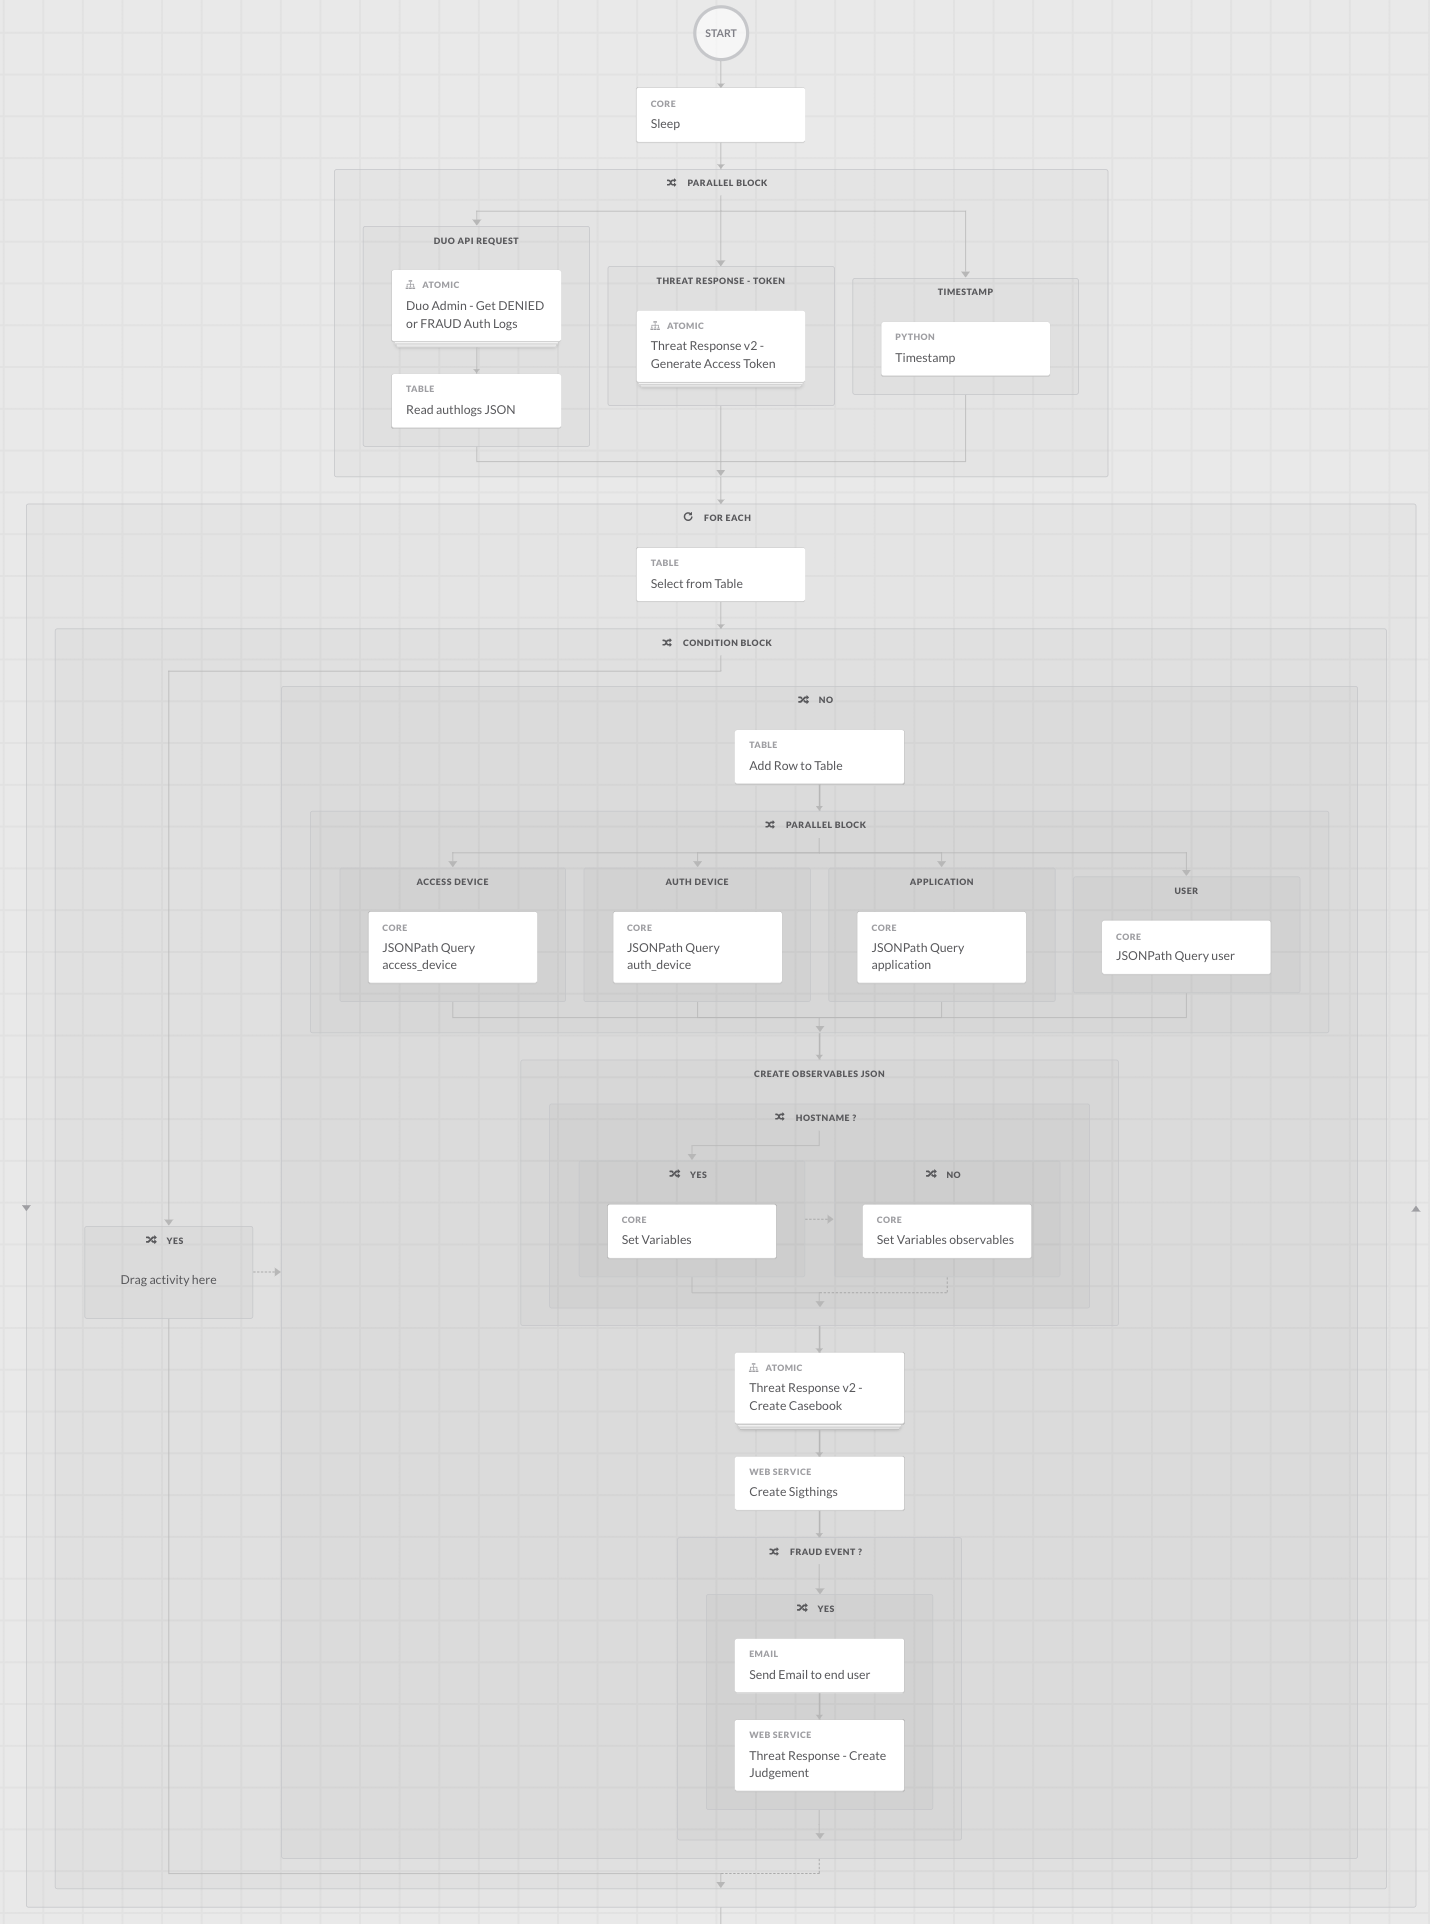 START
CORE
Sleep
PARALLEL BLOCK
DUO API REQUEST
ATOMIC
Duo Admin - Get DENIED
or FRAUD Auth Logs
TABLE
Read authlogs JSON
THREAT RESPONSE - TOKEN
ATOMIC
Threat Response v2 -
Generate Access Token
TIMESTAMP
PYTHON
Timestamp
FOR EACH
TABLE
Select from Table
CONDITION BLOCK
YES
Drag activity here
NO
TABLE
Add Row to Table
PARALLEL BLOCK
ACCESS DEVICE
CORE
JSONPath Query
access_device
AUTH DEVICE
CORE
JSONPath Query
auth_device
APPLICATION
CORE
JSONPath Query
application
USER
CORE
JSONPath Query user
CREATE OBSERVABLES JSON
HOSTNAME ?
YES
CORE
Set Variables
NO
CORE
Set Variables observables
ATOMIC
Threat Response v2 -
Create Casebook
WEB SERVICE
Create Sigthings
FRAUD EVENT ?
YES
EMAIL
Send Email to end user
WEB SERVICE
Threat Response - Create
Judgement